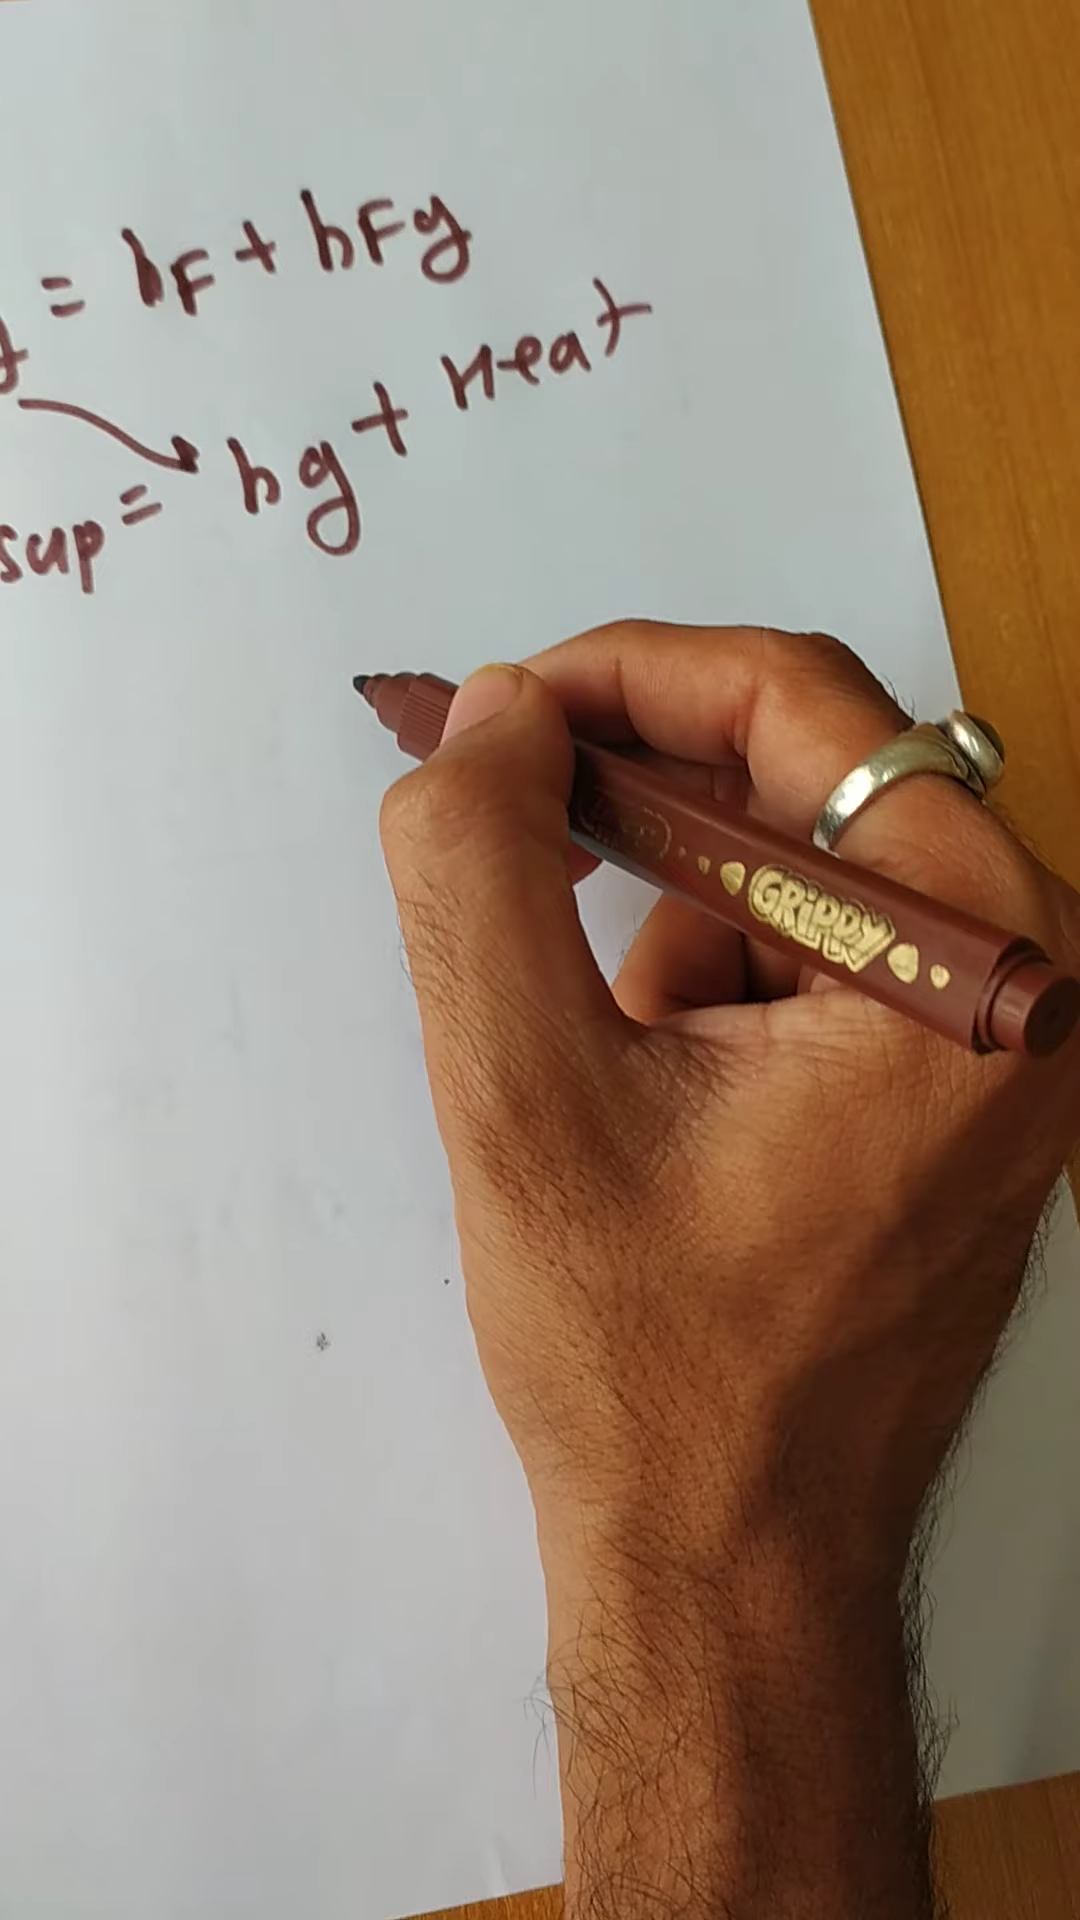 = hF + hFg
sup = hg + Heat
GRiPPY